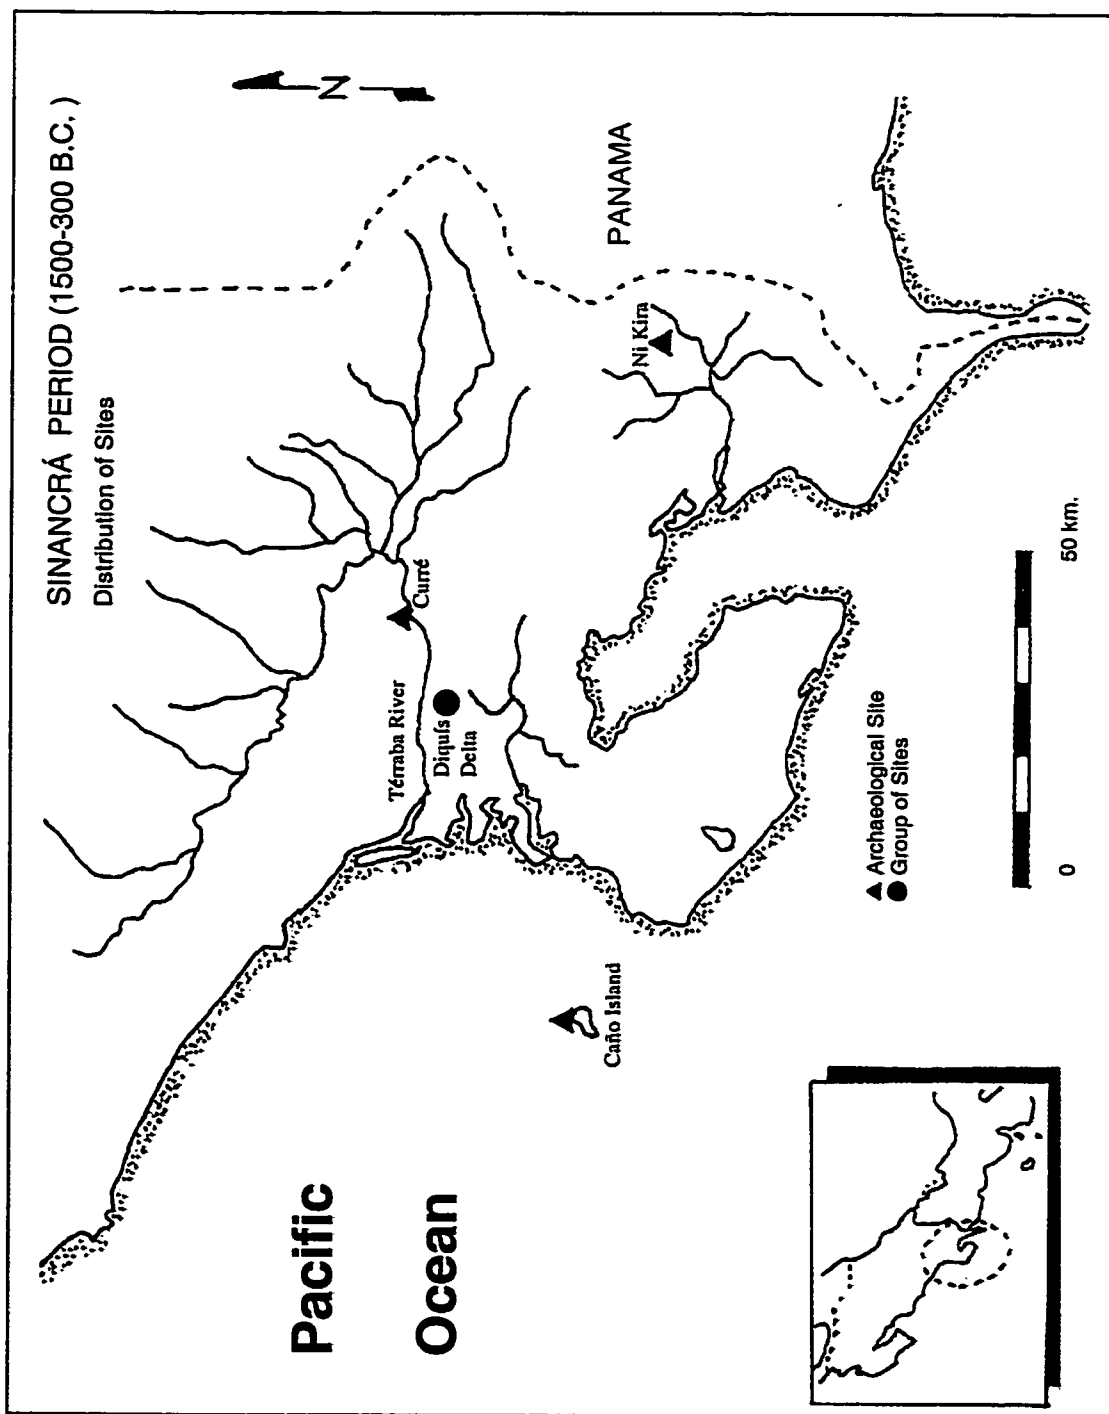 SINANCRÁ PERIOD (1500-300 B.C.)
Distribution of Sites
N
Térraba River
Curré
Diquís
Delta
PANAMA
Ni Kira
Caño Island
Pacific
Ocean
▲ Archaeological Site
● Group of Sites
0
50 km.